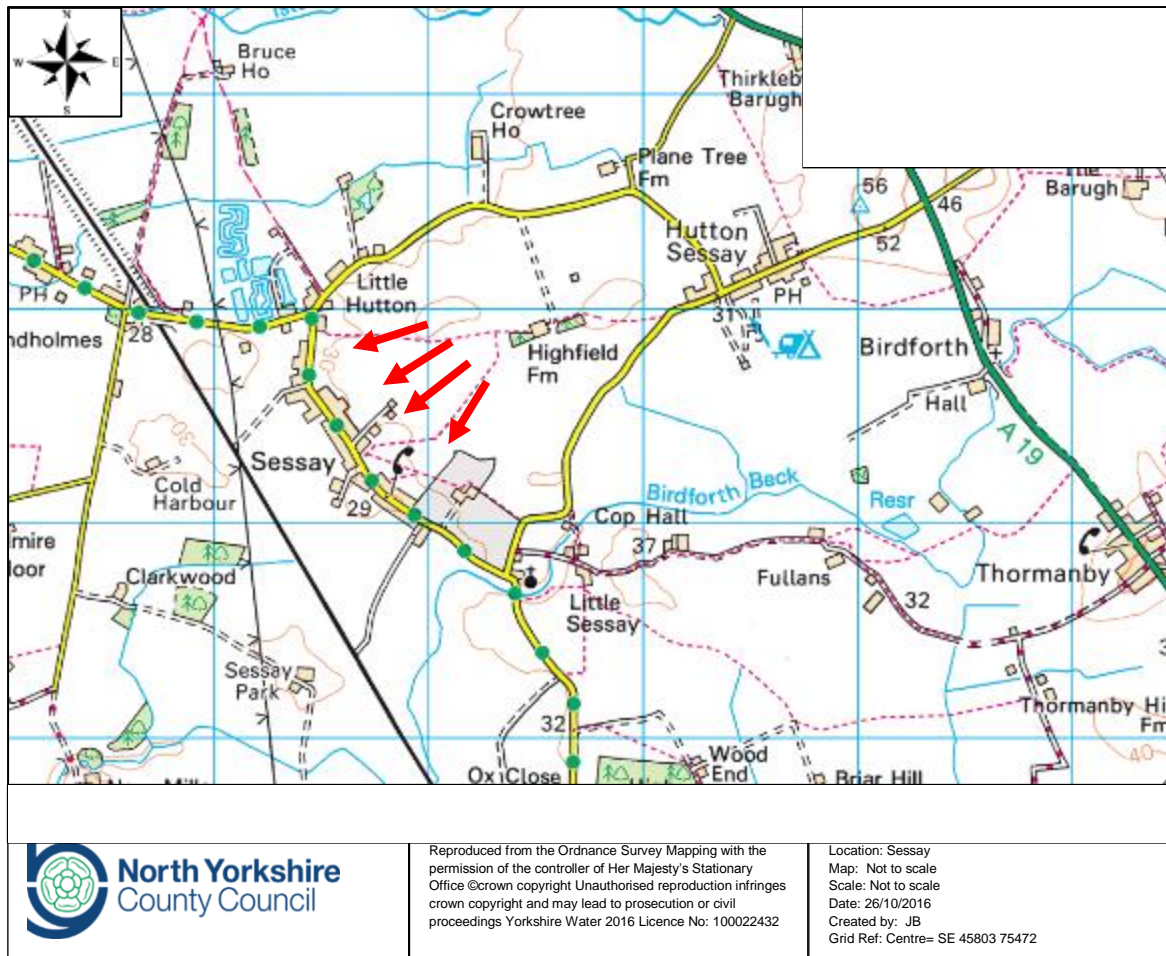 N
W
E
S
Bruce
Ho
Crowtree
Ho
Thirkleb
Barugh
Plane Tree
Fm
56
46
Barugh
52
Hutton
Sessay
PH
31
Little
Hutton
PH
ndholmes
28
Highfield
Fm
Birdforth
Hall
A 19
30
30
Sessay
29
Cold
Harbour
Birdforth Beck
Resr
Cop Hall
37
mire
oor
Clarkwood
Fullans
Thormanby
32
Little
Sessay
Sessay
Park
32
Thormanby Hi
Fm
40
Wood
End
Ox Close
Briar Hill
North Yorkshire
County Council
Reproduced from the Ordnance Survey Mapping with the
permission of the controller of Her Majesty's Stationary
Office ©crown copyright Unauthorised reproduction infringes
crown copyright and may lead to prosecution or civil
proceedings Yorkshire Water 2016 Licence No: 100022432
Location: Sessay
Map: Not to scale
Scale: Not to scale
Date: 26/10/2016
Created by: JB
Grid Ref: Centre= SE 45803 75472